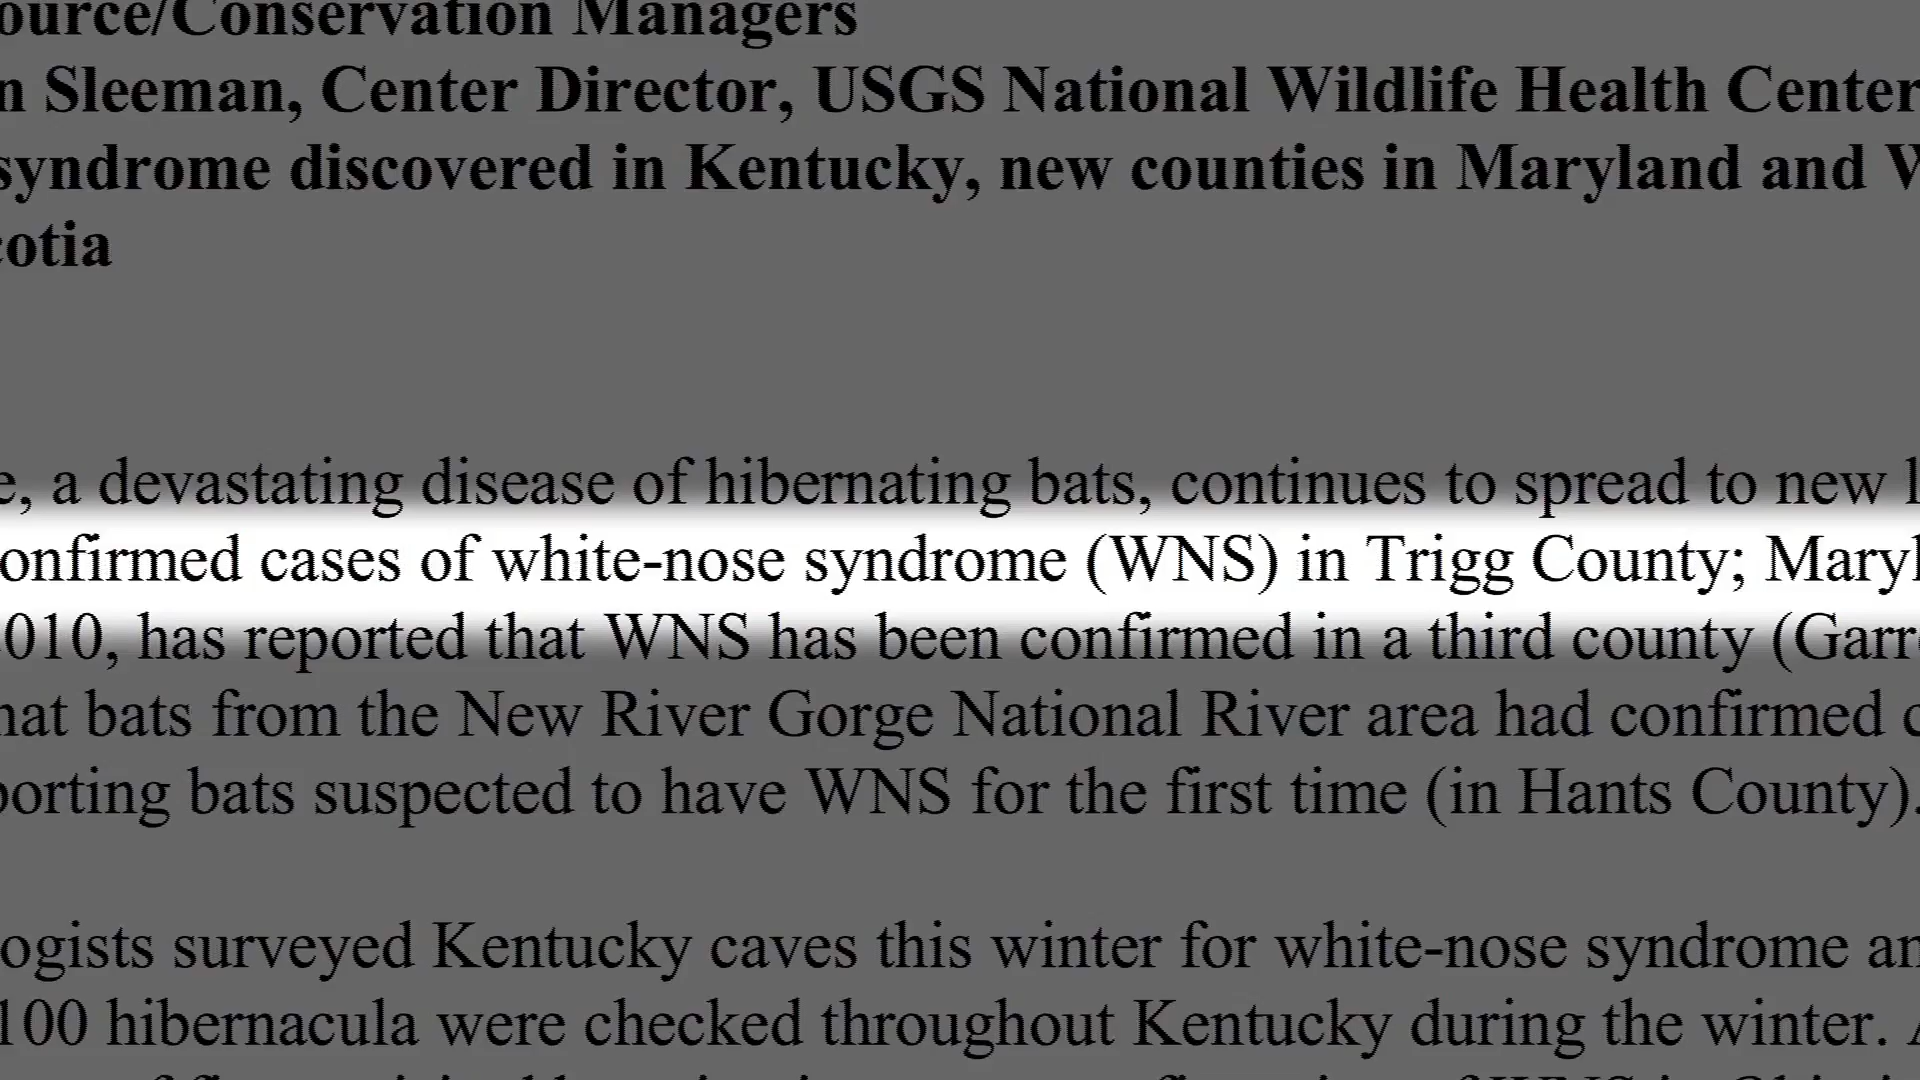 ource/Conservation Managers
n Sleeman, Center Director, USGS National Wildlife Health Center
syndrome discovered in Kentucky, new counties in Maryland and
cotia
e, a devastating disease of hibernating bats, continues to spread to new
onfirmed cases of white-nose syndrome (WNS) in Trigg County; Maryl
2010, has reported that WNS has been confirmed in a third county (Garr
hat bats from the New River Gorge National River area had confirmed c
porting bats suspected to have WNS for the first time (in Hants County).
ogists surveyed Kentucky caves this winter for white-nose syndrome an
100 hibernacula were checked throughout Kentucky during the winter.